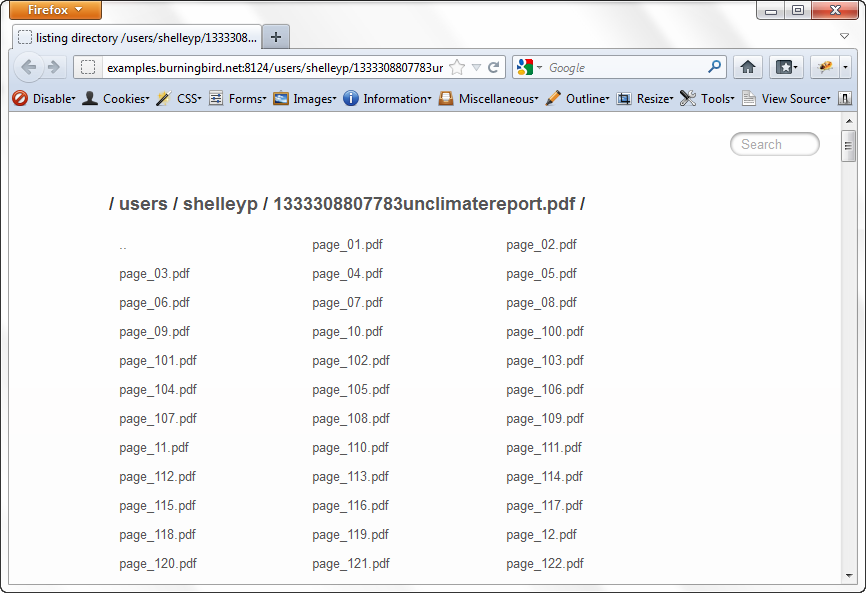 Firefox
listing directory /users/shelleyp/1333308...
examples.burningbird.net:8124/users/shelleyp/1333308807783ur
Google
Disable Cookies CSS Forms Images Information Miscellaneous Outline Resize Tools View Source
Search
/ users / shelleyp / 1333308807783unclimatereport.pdf /
.. page_01.pdf page_02.pdf
page_03.pdf page_04.pdf page_05.pdf
page_06.pdf page_07.pdf page_08.pdf
page_09.pdf page_10.pdf page_100.pdf
page_101.pdf page_102.pdf page_103.pdf
page_104.pdf page_105.pdf page_106.pdf
page_107.pdf page_108.pdf page_109.pdf
page_11.pdf page_110.pdf page_111.pdf
page_112.pdf page_113.pdf page_114.pdf
page_115.pdf page_116.pdf page_117.pdf
page_118.pdf page_119.pdf page_12.pdf
page_120.pdf page_121.pdf page_122.pdf